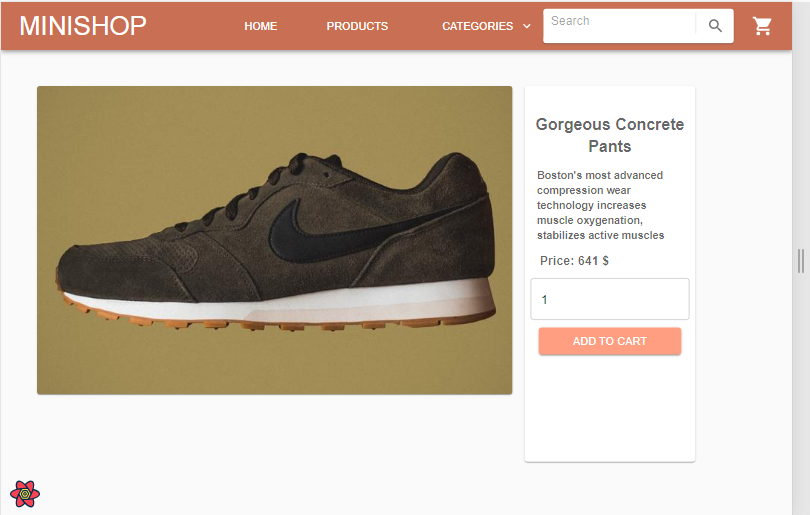 MINISHOP
HOME
PRODUCTS
CATEGORIES
Search
Gorgeous Concrete
Pants
Boston's most advanced
compression wear
technology increases
muscle oxygenation,
stabilizes active muscles
Price: 641 $
1
ADD TO CART